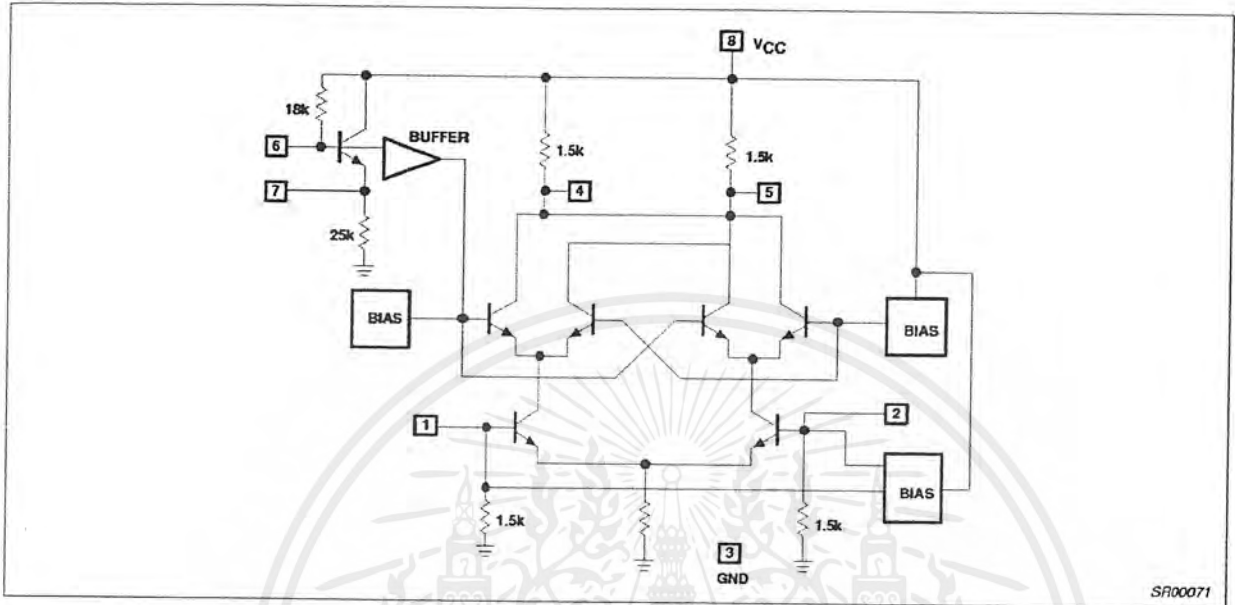 8 VCC
18k
6
BUFFER
1.5k
1.5k
7
4
5
25k
BIAS
BIAS
1
2
BIAS
1.5k
1.5k
3
GND
SR00071